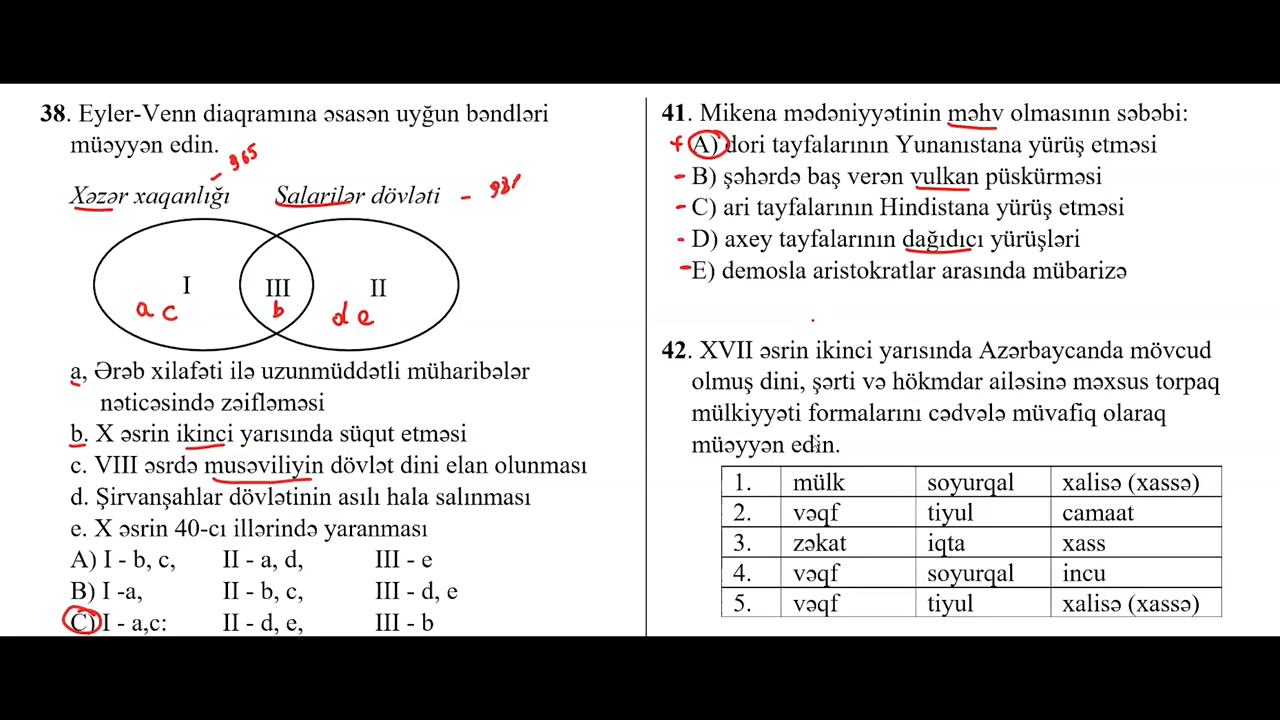 38. Eyler-Venn diaqramına əsasən uyğun bəndləri
müəyyən edin.
965
Xəzər xaqanlığı Salarilər dövləti -
I III II
a c b d e
a, Ərəb xilafəti ilə uzunmüddətli müharibələr
nəticəsində zəifləməsi
b. X əsrin ikinci yarısında süqut etməsi
c. VIII əsrdə musəviliyin dövlət dini elan olunması
d. Şirvanşahlar dövlətinin asılı hala salınması
e. X əsrin 40-cı illərində yaranması
A) I - b, c, II - a, d, III - e
B) I -a, II - b, c, III - d, e
C) I - a,c: II - d, e, III - b
41. Mikena mədəniyyətinin məhv olmasının səbəbi:
+ A) dori tayfalarının Yunanıstana yürüş etməsi
- B) şəhərdə baş verən vulkan püskürməsi
- C) ari tayfalarının Hindistana yürüş etməsi
- D) axey tayfalarının dağıdıcı yürüşləri
- E) demosla aristokratlar arasında mübarizə
42. XVII əsrin ikinci yarısında Azərbaycanda mövcud
olmuş dini, şərti və hökmdar ailəsinə məxsus torpaq
mülkiyyəti formalarını cədvələ müvafiq olaraq
müəyyən edin.
1. mülk soyurqal xalisə (xassə)
2. vəqf tiyul camaat
3. zəkat iqta xass
4. vəqf soyurqal incu
5. vəqf tiyul xalisə (xassə)